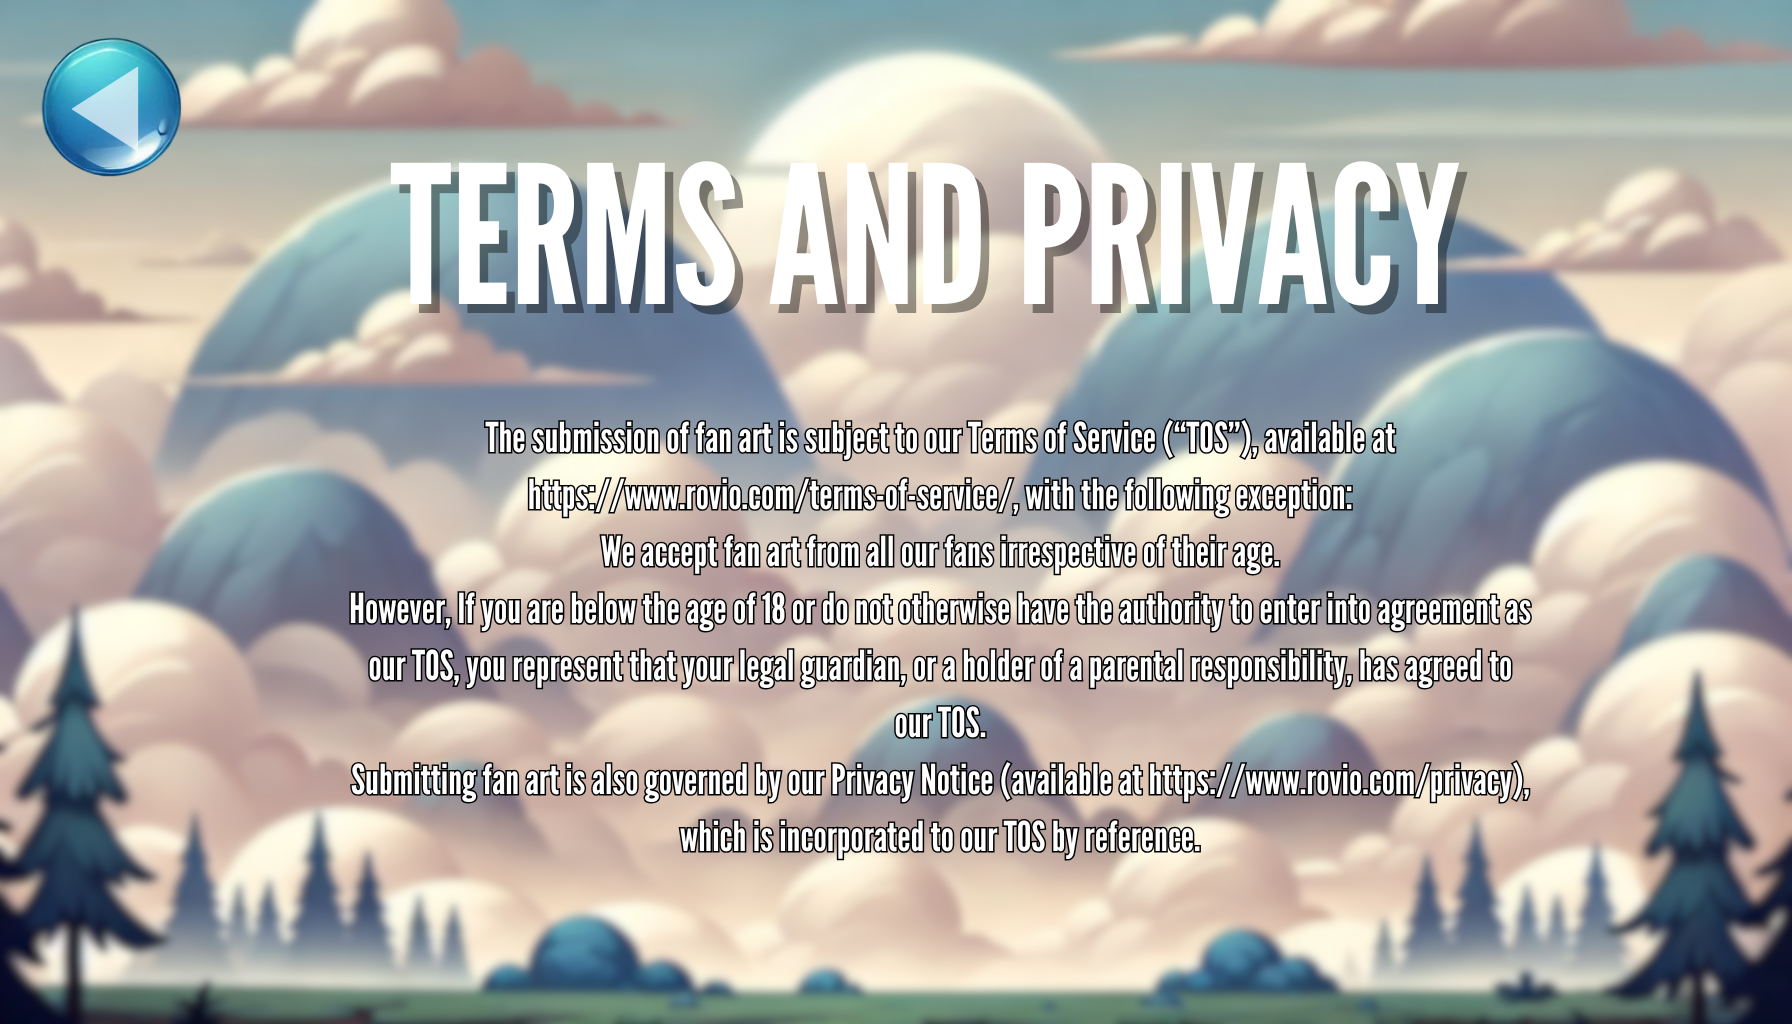 TERMS AND PRIVACY
The submission of fan art is subject to our Terms of Service (“TOS”), available at
https://www.rovio.com/terms-of-service/, with the following exception:
We accept fan art from all our fans irrespective of their age.
However, If you are below the age of 18 or do not otherwise have the authority to enter into agreement as
our TOS, you represent that your legal guardian, or a holder of a parental responsibility, has agreed to
our TOS.
Submitting fan art is also governed by our Privacy Notice (available at https://www.rovio.com/privacy),
which is incorporated to our TOS by reference.